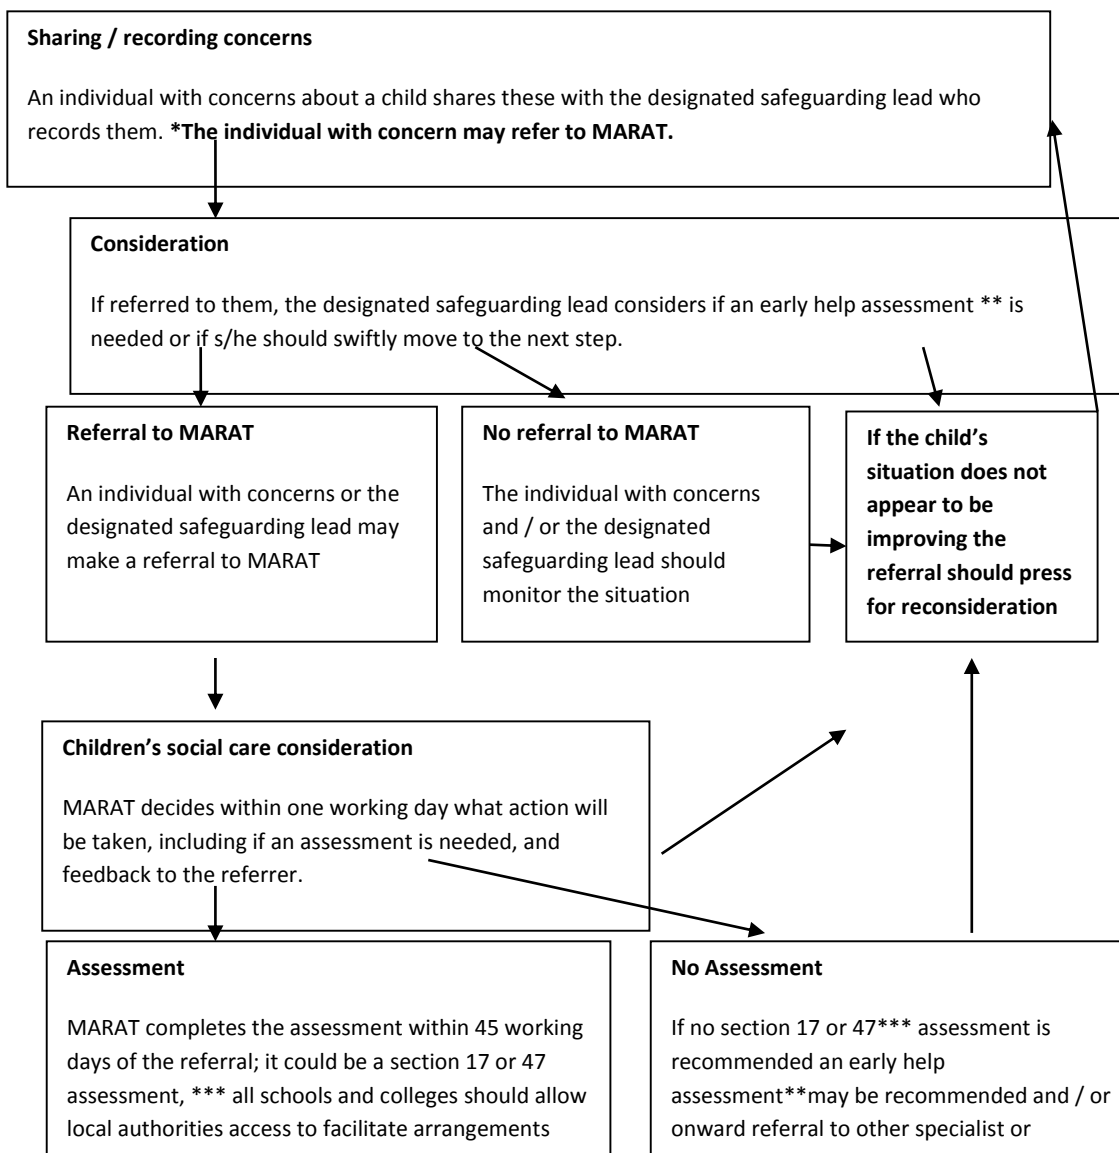 Sharing / recording concerns
An individual with concerns about a child shares these with the designated safeguarding lead who
records them. *The individual with concern may refer to MARAT.
Consideration
If referred to them, the designated safeguarding lead considers if an early help assessment ** is
needed or if s/he should swiftly move to the next step.
Referral to MARAT
An individual with concerns or the
designated safeguarding lead may
make a referral to MARAT
No referral to MARAT
The individual with concerns
and / or the designated
safeguarding lead should
monitor the situation
If the child's
situation does not
appear to be
improving the
referral should press
for reconsideration
Children's social care consideration
MARAT decides within one working day what action will
be taken, including if an assessment is needed, and
feedback to the referrer.
Assessment
MARAT completes the assessment within 45 working
days of the referral; it could be a section 17 or 47
assessment, *** all schools and colleges should allow
local authorities access to facilitate arrangements
No Assessment
If no section 17 or 47*** assessment is
recommended an early help
assessment**may be recommended and / or
onward referral to other specialist or